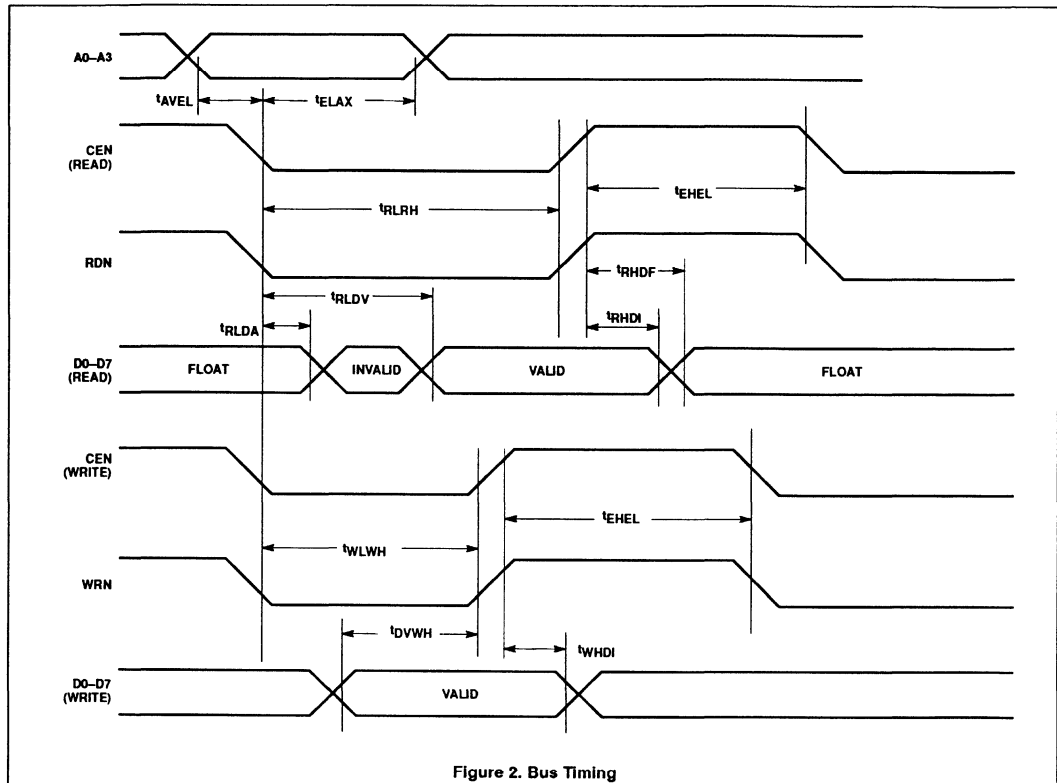 A0–A3
tAVEL
tELAX
CEN
(READ)
tEHEL
tRLRH
RDN
tRHDF
tRLDV
tRHDI
tRLDA
D0–D7
(READ)
FLOAT
INVALID
VALID
FLOAT
CEN
(WRITE)
tEHEL
tWLWH
WRN
tDVWH
tWHDI
D0–D7
(WRITE)
VALID
Figure 2. Bus Timing